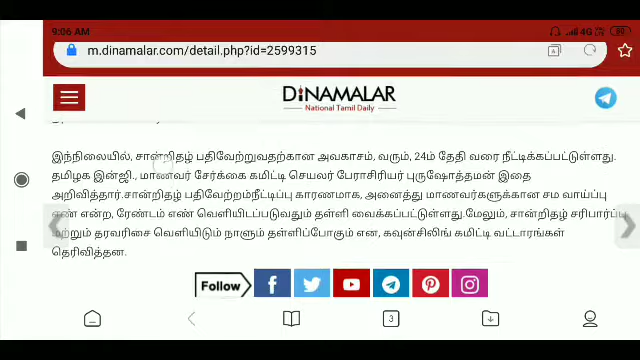 9:06 AM
4G
m.dinamalar.com/detail.php?id=2599315
DiNAMALAR
National Tamil Daily
இந்நிலையில், சான்றிதழ் பதிவேற்றுவதற்கான அவகாசம், வரும், 24ம் தேதி வரை நீட்டிக்கப்பட்டுள்ளது.
தமிழக இன்ஜி., மாணவர் சேர்க்கை கமிட்டி செயலர் பேராசிரியர் புருஷோத்தமன் இதை
அறிவித்தார்.சான்றிதழ் பதிவேற்றம்நீட்டிப்பு காரணமாக, அனைத்து மாணவர்களுக்கான சம வாய்ப்பு
எண் என்ற, ரேண்டம் எண் வெளியிடப்படுவதும் தள்ளி வைக்கப்பட்டுள்ளது.மேலும், சான்றிதழ் சரிபார்ப்பு
மற்றும் தரவரிசை வெளியிடும் நாளும் தள்ளிப்போகும் என, கவுன்சிலிங் கமிட்டி வட்டாரங்கள்
தெரிவித்தன.
Follow
3